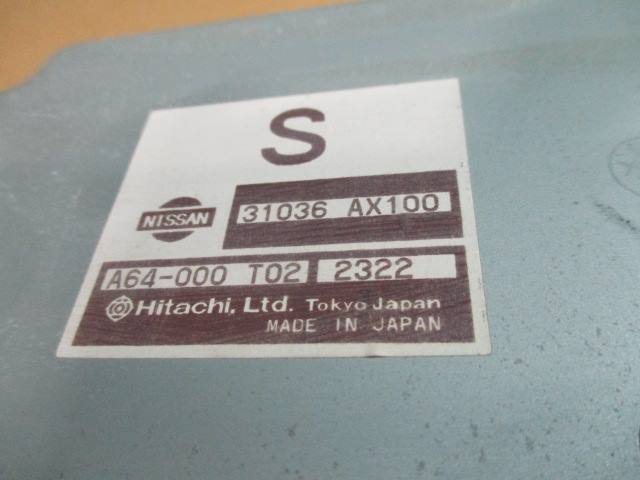 S
NISSAN
31036 AX100
A64-000 T02 2322
Hitachi, Ltd. Tokyo Japan
MADE IN JAPAN